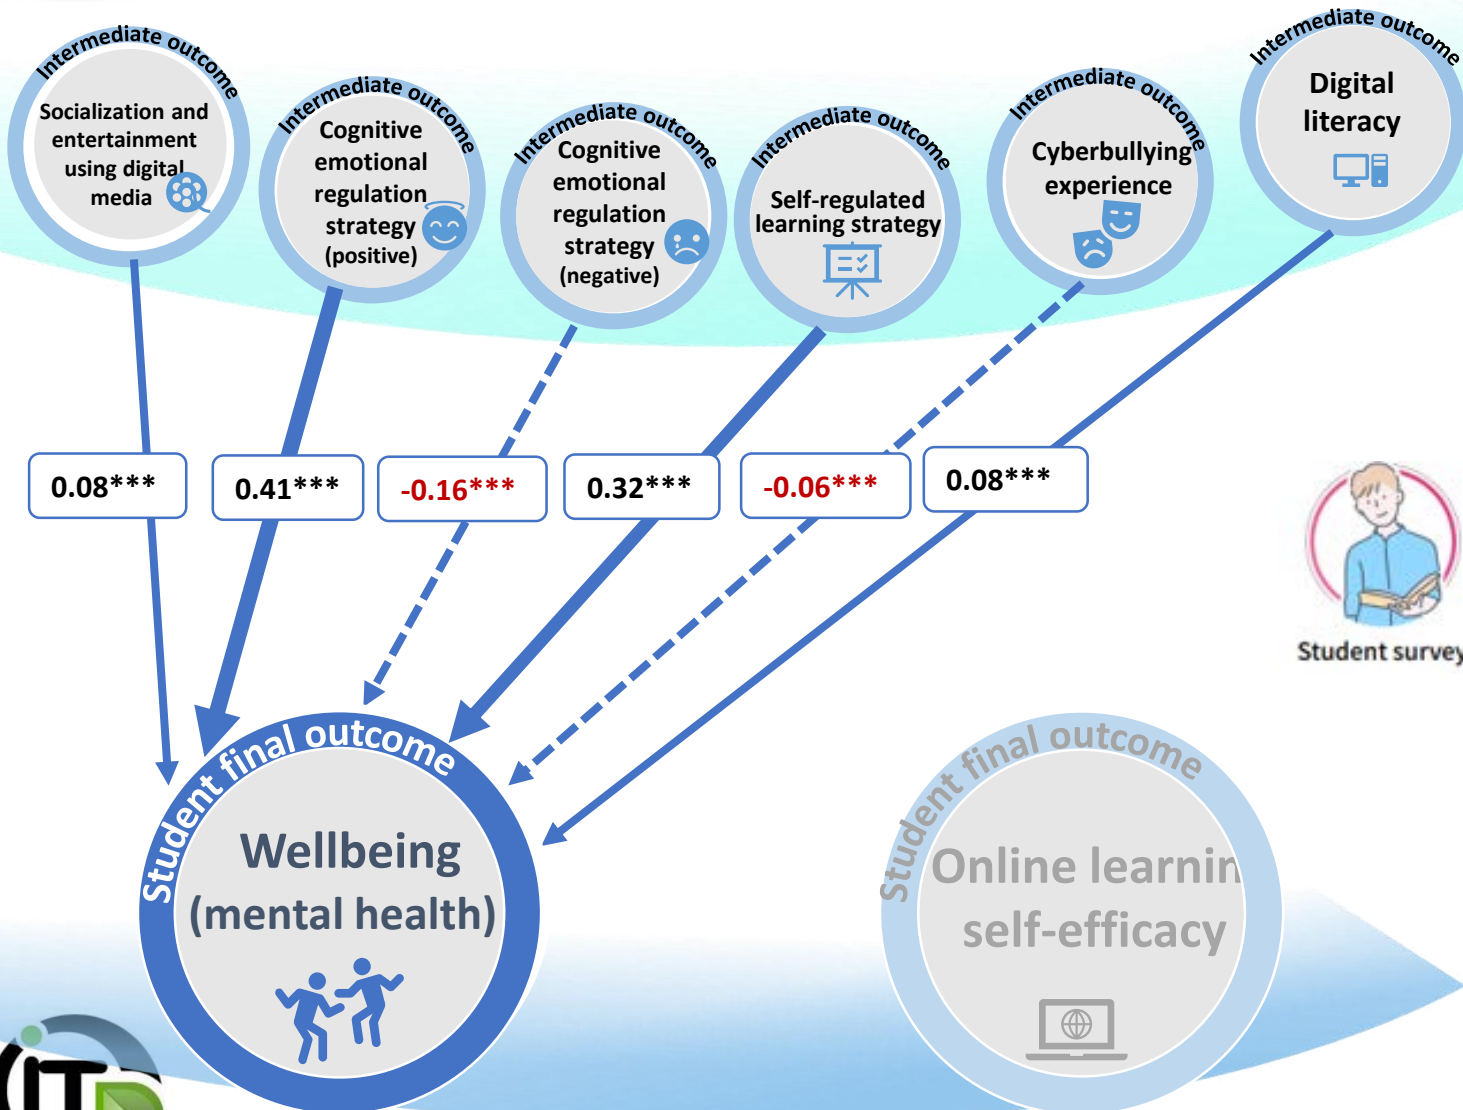 Intermediate outcome
Socialization and
entertainment
using digital
media
Intermediate outcome
Cognitive
emotional
regulation
strategy
(positive)
Intermediate outcome
Cognitive
emotional
regulation
strategy
(negative)
Intermediate outcome
Self-regulated
learning strategy
Intermediate outcome
Cyberbullying
experience
Intermediate outcome
Digital
literacy
0.08***
0.41***
-0.16***
0.32***
-0.06***
0.08***
Student survey
Student final outcome
Wellbeing
(mental health)
Student final outcome
Online learnin
self-efficacy